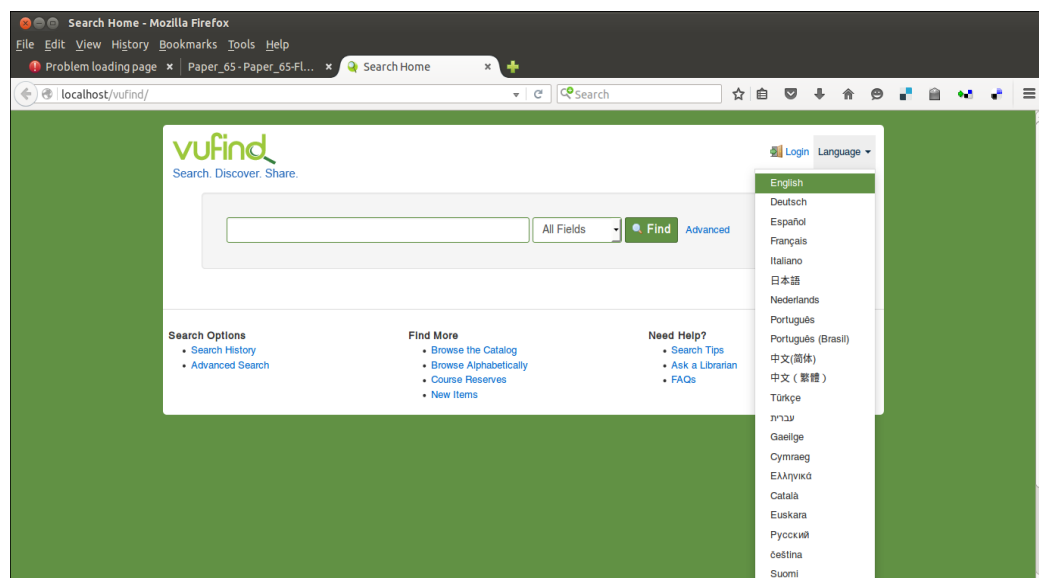 Search Home - Mozilla Firefox
File Edit View History Bookmarks Tools Help
Problem loading page Paper_65 - Paper_65-Fl... Search Home
localhost/vufind/ Search
vufind
Search. Discover. Share.
Login Language
English
Deutsch
Español
Français
Italiano
日本語
Nederlands
Português
Português (Brasil)
中文(简体)
中文（繁體）
Türkçe
עברית
Gaeilge
Cymraeg
Ελληνικά
Català
Euskara
Русский
čeština
Suomi
All Fields Find Advanced
Search Options
Search History
Advanced Search
Find More
Browse the Catalog
Browse Alphabetically
Course Reserves
New Items
Need Help?
Search Tips
Ask a Librarian
FAQs